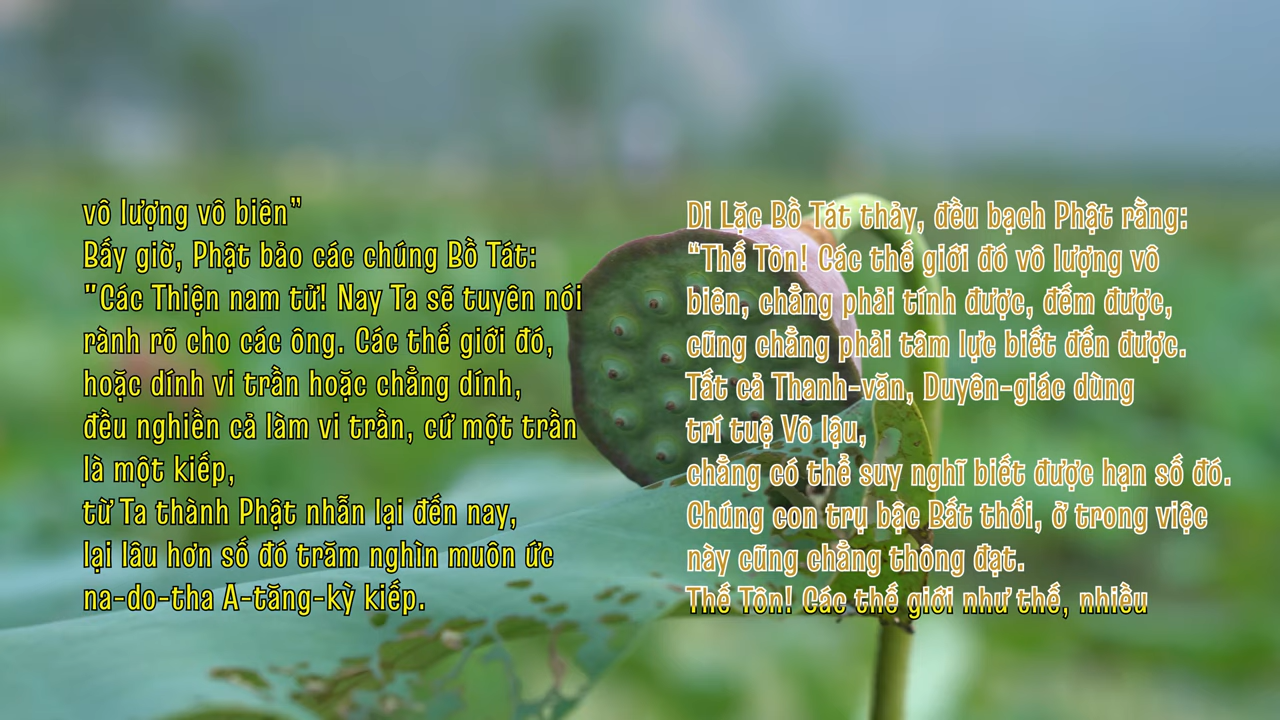 vô lượng vô biên”
Bấy giờ, Phật bảo các chúng Bồ Tát:
"Các Thiện nam tử! Nay Ta sẽ tuyên nói
rành rõ cho các ông. Các thế giới đó,
hoặc dính vi trần hoặc chẳng dính,
đều nghiền cả làm vi trần, cứ một trần
là một kiếp,
từ Ta thành Phật nhẫn lại đến nay,
lại lâu hơn số đó trăm nghìn muôn ức
na-do-tha A-tăng-kỳ kiếp.
Di Lặc Bồ Tát thảy, đều bạch Phật rằng:
“Thế Tôn! Các thế giới đó vô lượng vô
biên, chẳng phải tính được, đếm được,
cũng chẳng phải tâm lực biết đến được.
Tất cả Thanh-văn, Duyên-giác dùng
trí tuệ Vô lậu,
chẳng có thể suy nghĩ biết được hạn số đó.
Chúng con trụ bậc Bất thối, ở trong việc
này cũng chẳng thông đạt.
Thế Tôn! Các thế giới như thế, nhiều